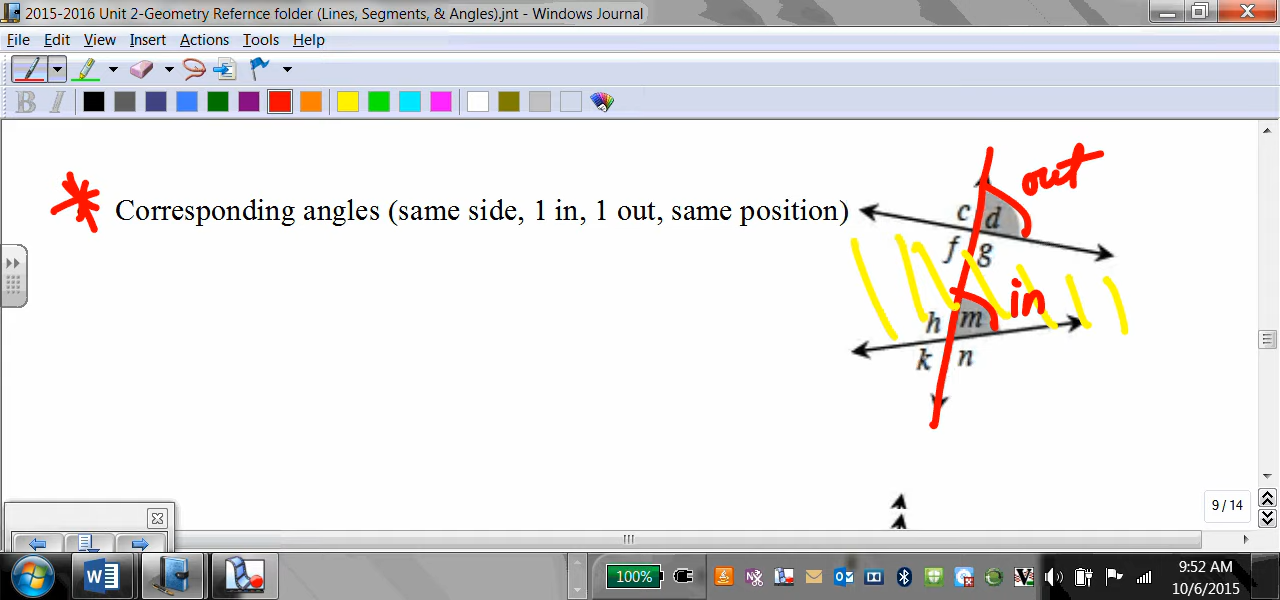 2015-2016 Unit 2-Geometry Refernce folder (Lines, Segments, & Angles).jnt - Windows Journal
File Edit View Insert Actions Tools Help
B I
out
Corresponding angles (same side, 1 in, 1 out, same position)
c d
f g
in
h m
k n
9 / 14
100%
9:52 AM
10/6/2015